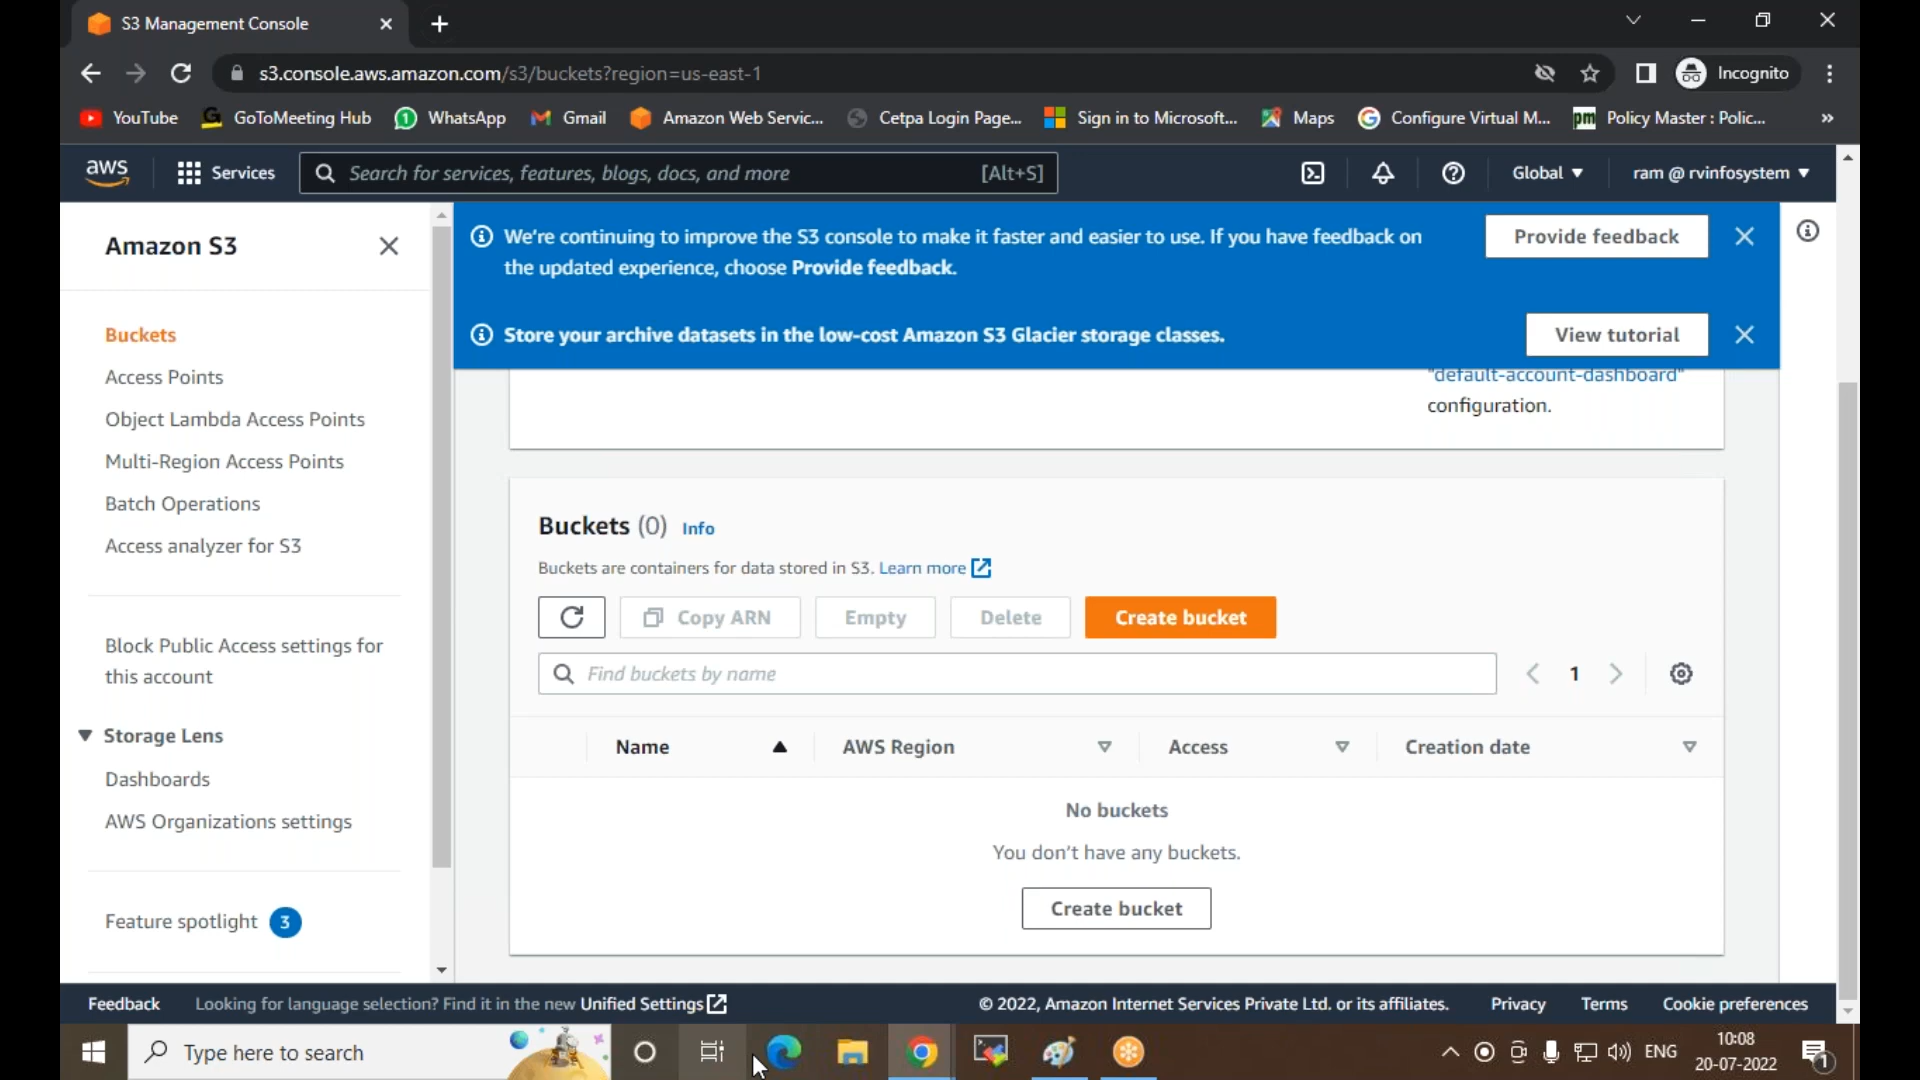 S3 Management Console
s3.console.aws.amazon.com/s3/buckets?region=us-east-1
Incognito
YouTube
GoToMeeting Hub
WhatsApp
Gmail
Amazon Web Servic...
Cetpa Login Page...
Sign in to Microsoft...
Maps
Configure Virtual M...
pm Policy Master : Polic...
»
aws
Services
Search for services, features, blogs, docs, and more [Alt+S]
Global
ram @ rvinfosystem
Amazon S3
Buckets
Access Points
Object Lambda Access Points
Multi-Region Access Points
Batch Operations
Access analyzer for S3
Block Public Access settings for
this account
Storage Lens
Dashboards
AWS Organizations settings
Feature spotlight 3
We're continuing to improve the S3 console to make it faster and easier to use. If you have feedback on
the updated experience, choose Provide feedback.
Provide feedback
Store your archive datasets in the low-cost Amazon S3 Glacier storage classes.
View tutorial
"default-account-dashboard"
configuration.
Buckets (0) Info
Buckets are containers for data stored in S3. Learn more
Copy ARN
Empty
Delete
Create bucket
Find buckets by name
1
Name
AWS Region
Access
Creation date
No buckets
You don't have any buckets.
Create bucket
Feedback
Looking for language selection? Find it in the new Unified Settings
© 2022, Amazon Internet Services Private Ltd. or its affiliates.
Privacy
Terms
Cookie preferences
Type here to search
ENG
10:08
20-07-2022
1